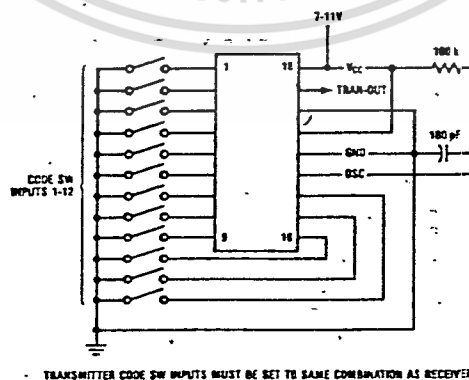 7-11V
180 k
1
18
VCC
TRAN-OUT
180 pF
GND
OSC
CODE SW
INPUTS 1-12
9
10
- TRANSMITTER CODE SW INPUTS MUST BE SET TO SAME COMBINATION AS RECEIVER